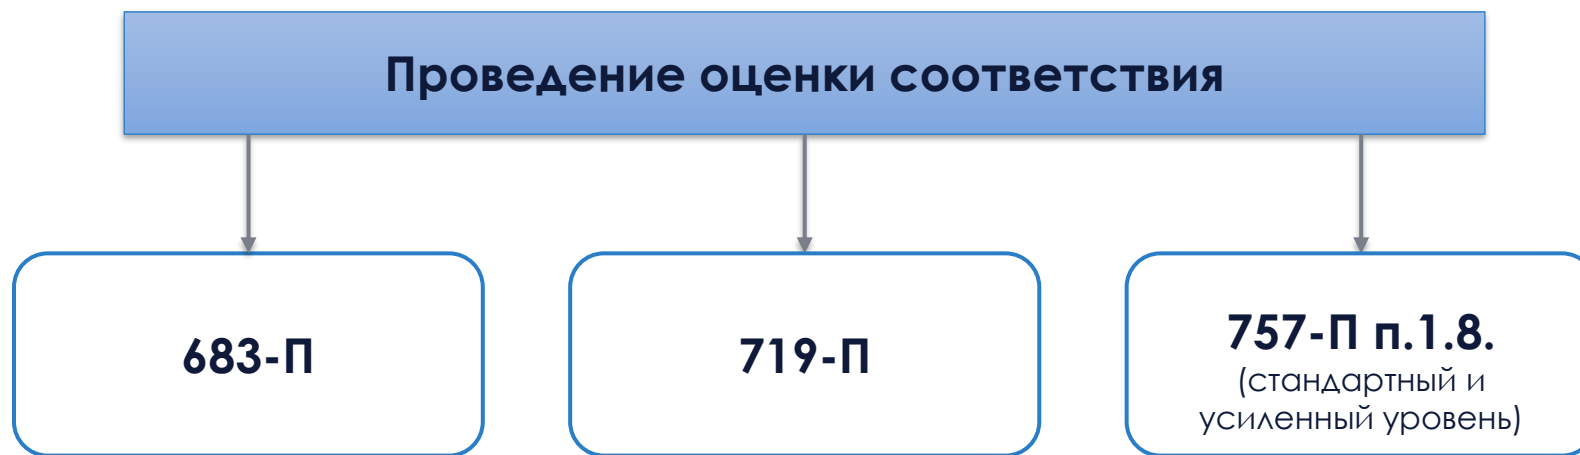 Проведение оценки соответствия
683-П
719-П
757-П п.1.8.
(стандартный и
усиленный уровень)